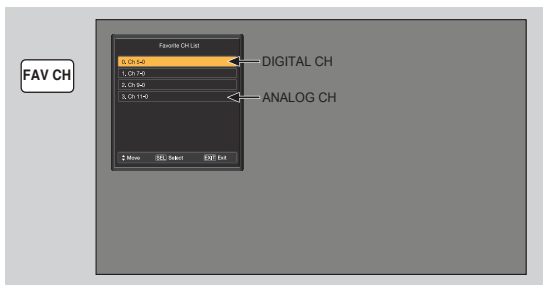 FAV CH
Favorite CH List
0. Ch 5-0
DIGITAL CH
1. Ch 7-0
2. Ch 9-0
3. Ch 11-0
ANALOG CH
Move SEL Select EXIT Exit